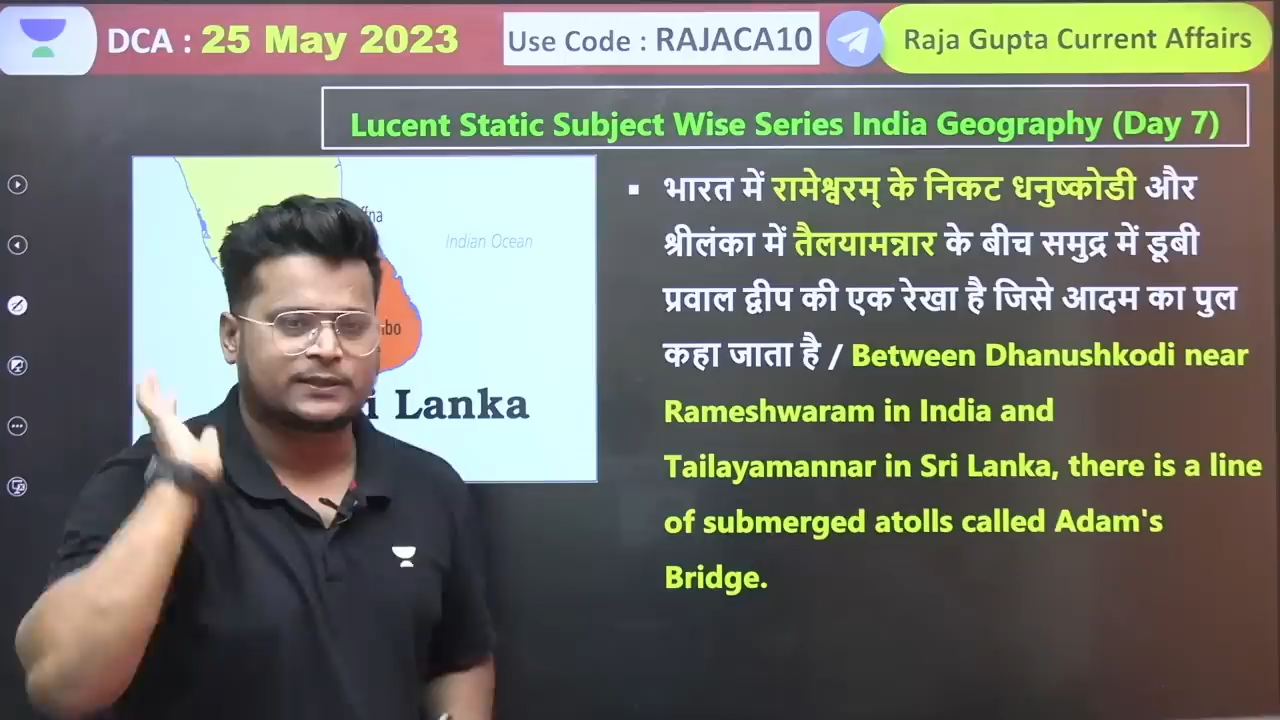 DCA : 25 May 2023
Use Code : RAJACA10
Raja Gupta Current Affairs
Lucent Static Subject Wise Series India Geography (Day 7)
Indian Ocean
Lanka
भारत में रामेश्वरम् के निकट धनुष्कोडी और
श्रीलंका में तैलयामन्नार के बीच समुद्र में डूबी
प्रवाल द्वीप की एक रेखा है जिसे आदम का पुल
कहा जाता है / Between Dhanushkodi near
Rameshwaram in India and
Tailayamannar in Sri Lanka, there is a line
of submerged atolls called Adam's
Bridge.